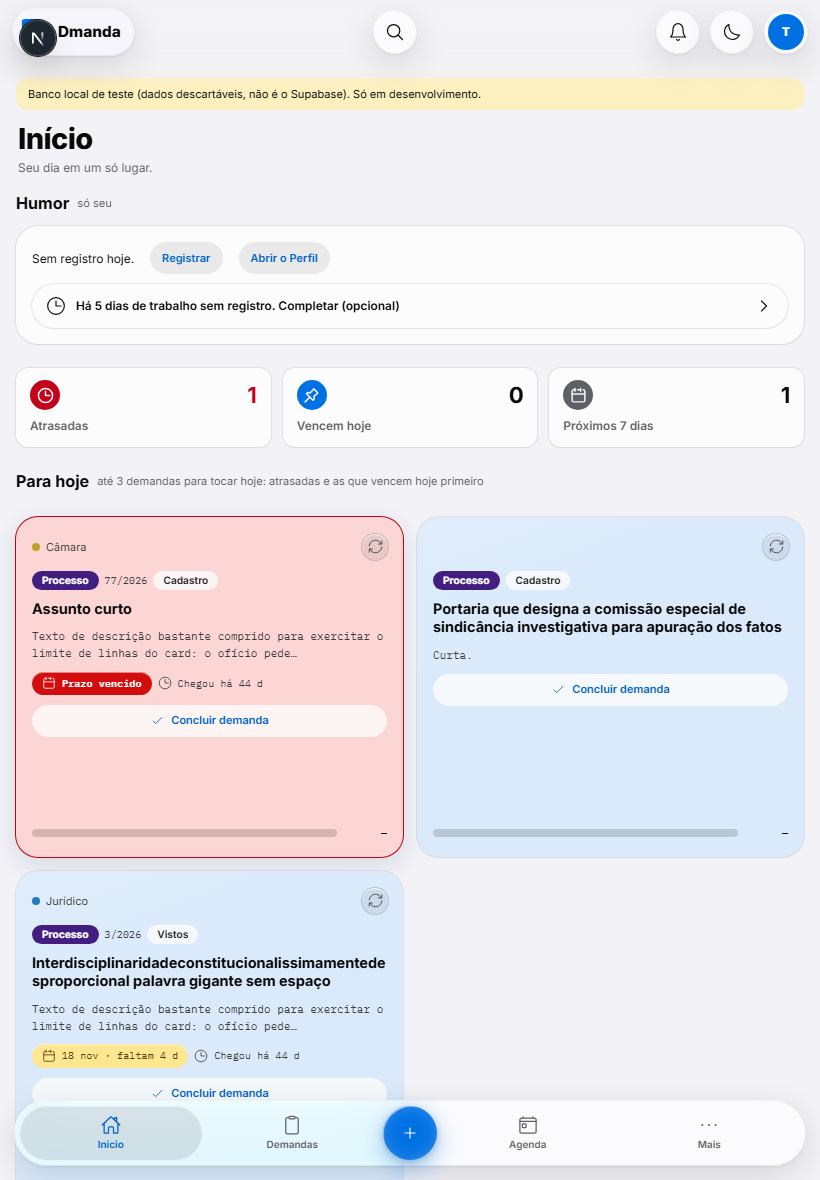 N
Dmanda
T
Banco local de teste (dados descartáveis, não é o Supabase). Só em desenvolvimento.
Início
Seu dia em um só lugar.
Humor só seu
Sem registro hoje. Registrar Abrir o Perfil
Há 5 dias de trabalho sem registro. Completar (opcional)
1
Atrasadas
0
Vencem hoje
1
Próximos 7 dias
Para hoje até 3 demandas para tocar hoje: atrasadas e as que vencem hoje primeiro
Câmara
Processo 77/2026 Cadastro
Assunto curto
Texto de descrição bastante comprido para exercitar o
limite de linhas do card: o ofício pede…
Prazo vencido Chegou há 44 d
Concluir demanda
–
Processo Cadastro
Portaria que designa a comissão especial de
sindicância investigativa para apuração dos fatos
Curta.
Concluir demanda
–
Jurídico
Processo 3/2026 Vistos
Interdisciplinaridadeconstitucionalissimamentede
sproporcional palavra gigante sem espaço
Texto de descrição bastante comprido para exercitar o
limite de linhas do card: o ofício pede…
18 nov · faltam 4 d Chegou há 44 d
Concluir demanda
Início Demandas + Agenda Mais